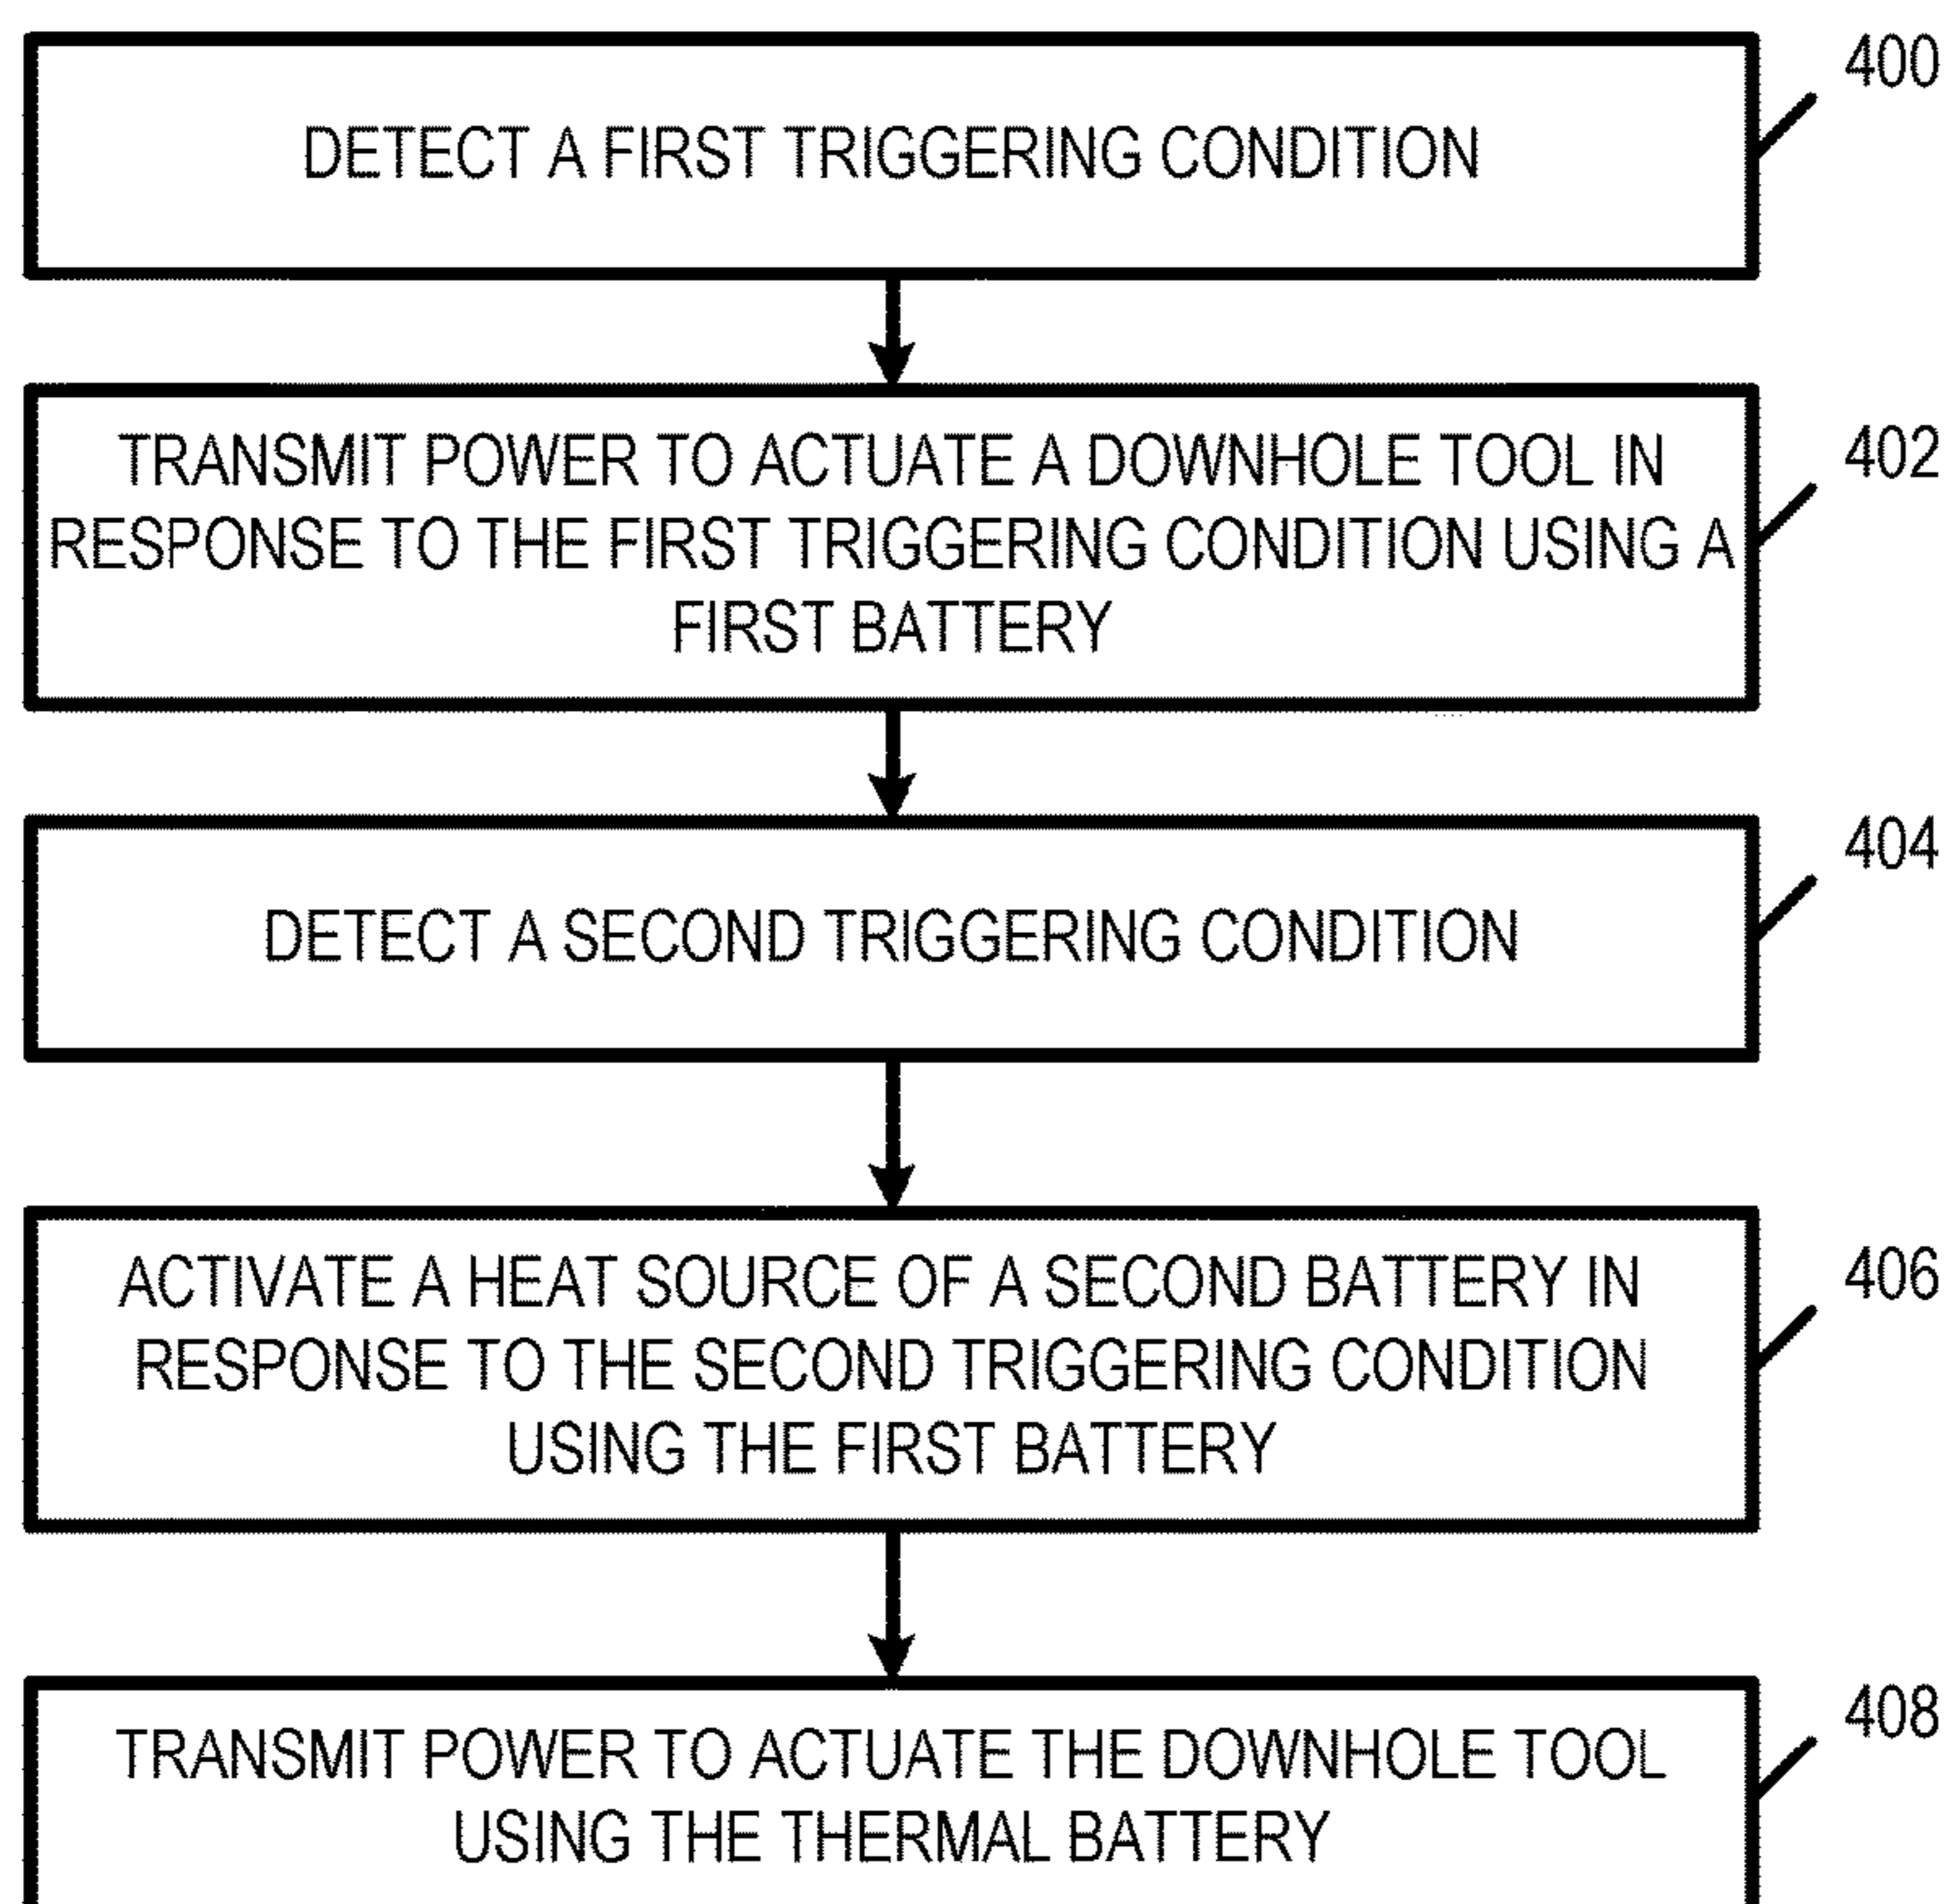 DETECT A FIRST TRIGGERING CONDITION
400
TRANSMIT POWER TO ACTUATE A DOWNHOLE TOOL IN
RESPONSE TO THE FIRST TRIGGERING CONDITION USING A
FIRST BATTERY
402
DETECT A SECOND TRIGGERING CONDITION
404
ACTIVATE A HEAT SOURCE OF A SECOND BATTERY IN
RESPONSE TO THE SECOND TRIGGERING CONDITION
USING THE FIRST BATTERY
406
TRANSMIT POWER TO ACTUATE THE DOWNHOLE TOOL
USING THE THERMAL BATTERY
408